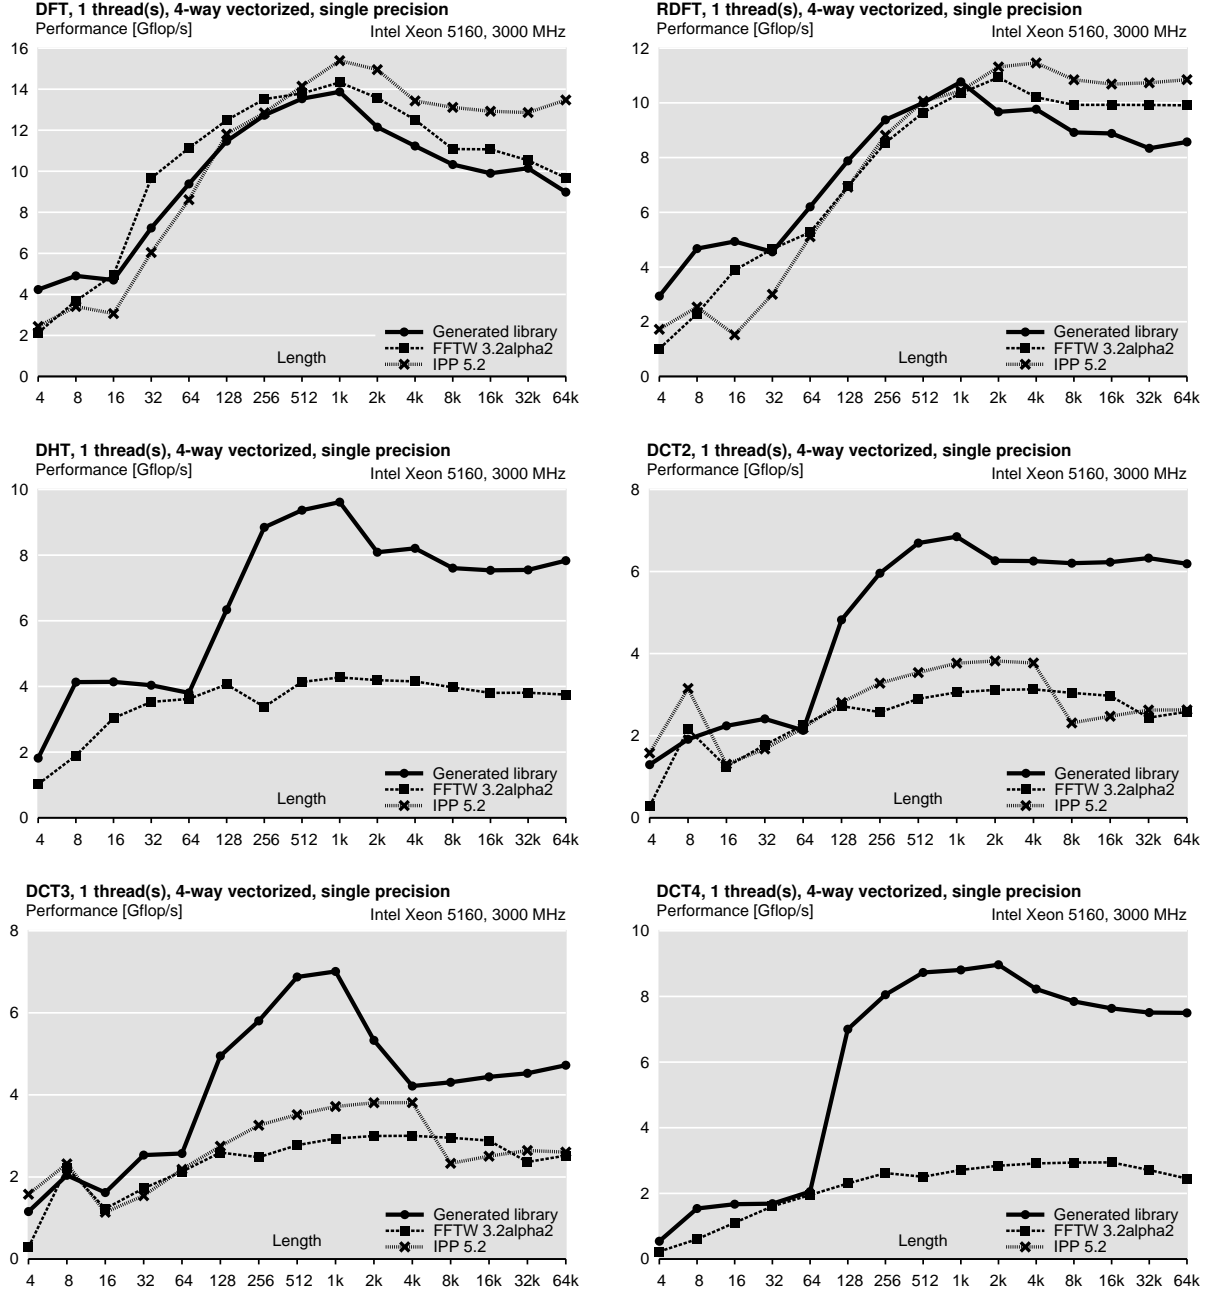 DFT, 1 thread(s), 4-way vectorized, single precision
Performance [Gflop/s]
Intel Xeon 5160, 3000 MHz
16
14
12
10
8
6
4
2
0
Length
Generated library
FFTW 3.2alpha2
IPP 5.2
4 8 16 32 64 128 256 512 1k 2k 4k 8k 16k 32k 64k
RDFT, 1 thread(s), 4-way vectorized, single precision
Performance [Gflop/s]
Intel Xeon 5160, 3000 MHz
12
10
8
6
4
2
0
Length
Generated library
FFTW 3.2alpha2
IPP 5.2
4 8 16 32 64 128 256 512 1k 2k 4k 8k 16k 32k 64k
DHT, 1 thread(s), 4-way vectorized, single precision
Performance [Gflop/s]
Intel Xeon 5160, 3000 MHz
10
8
6
4
2
0
Length
Generated library
FFTW 3.2alpha2
IPP 5.2
4 8 16 32 64 128 256 512 1k 2k 4k 8k 16k 32k 64k
DCT2, 1 thread(s), 4-way vectorized, single precision
Performance [Gflop/s]
Intel Xeon 5160, 3000 MHz
8
6
4
2
0
Length
Generated library
FFTW 3.2alpha2
IPP 5.2
4 8 16 32 64 128 256 512 1k 2k 4k 8k 16k 32k 64k
DCT3, 1 thread(s), 4-way vectorized, single precision
Performance [Gflop/s]
Intel Xeon 5160, 3000 MHz
8
6
4
2
0
Length
Generated library
FFTW 3.2alpha2
IPP 5.2
4 8 16 32 64 128 256 512 1k 2k 4k 8k 16k 32k 64k
DCT4, 1 thread(s), 4-way vectorized, single precision
Performance [Gflop/s]
Intel Xeon 5160, 3000 MHz
10
8
6
4
2
0
Length
Generated library
FFTW 3.2alpha2
IPP 5.2
4 8 16 32 64 128 256 512 1k 2k 4k 8k 16k 32k 64k